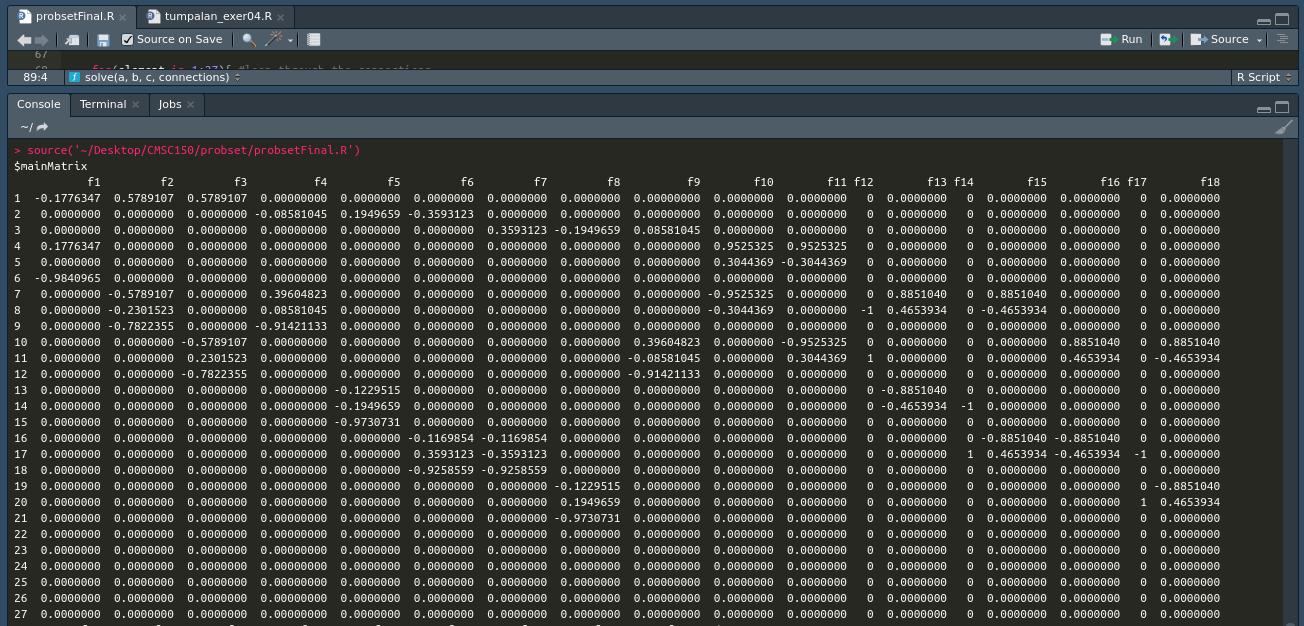 probsetFinal.R × tumpalan_exer04.R ×
Source on Save Run Source
67
89:4 solve(a, b, c, connections) R Script
Console Terminal × Jobs ×
~/
> source('~/Desktop/CMSC150/probset/probsetFinal.R')
$mainMatrix
f1 f2 f3 f4 f5 f6 f7 f8 f9 f10 f11 f12 f13 f14 f15 f16 f17 f18
1 -0.1776347 0.5789107 0.5789107 0.00000000 0.0000000 0.0000000 0.0000000 0.0000000 0.00000000 0.0000000 0.0000000 0 0.0000000 0 0.0000000 0.0000000 0 0.0000000
2 0.0000000 0.0000000 0.0000000 -0.08581045 0.1949659 -0.3593123 0.0000000 0.0000000 0.00000000 0.0000000 0.0000000 0 0.0000000 0 0.0000000 0.0000000 0 0.0000000
3 0.0000000 0.0000000 0.0000000 0.00000000 0.0000000 0.0000000 0.3593123 -0.1949659 0.08581045 0.0000000 0.0000000 0 0.0000000 0 0.0000000 0.0000000 0 0.0000000
4 0.1776347 0.0000000 0.0000000 0.00000000 0.0000000 0.0000000 0.0000000 0.0000000 0.00000000 0.9525325 0.9525325 0 0.0000000 0 0.0000000 0.0000000 0 0.0000000
5 0.0000000 0.0000000 0.0000000 0.00000000 0.0000000 0.0000000 0.0000000 0.0000000 0.00000000 0.3044369 -0.3044369 0 0.0000000 0 0.0000000 0.0000000 0 0.0000000
6 -0.9840965 0.0000000 0.0000000 0.00000000 0.0000000 0.0000000 0.0000000 0.0000000 0.00000000 0.0000000 0.0000000 0 0.0000000 0 0.0000000 0.0000000 0 0.0000000
7 0.0000000 -0.5789107 0.0000000 0.39604823 0.0000000 0.0000000 0.0000000 0.0000000 0.00000000 -0.9525325 0.0000000 0 0.8851040 0 0.8851040 0.0000000 0 0.0000000
8 0.0000000 -0.2301523 0.0000000 0.08581045 0.0000000 0.0000000 0.0000000 0.0000000 0.00000000 -0.3044369 0.0000000 -1 0.4653934 0 -0.4653934 0.0000000 0 0.0000000
9 0.0000000 -0.7822355 0.0000000 -0.91421133 0.0000000 0.0000000 0.0000000 0.0000000 0.00000000 0.0000000 0.0000000 0 0.0000000 0 0.0000000 0.0000000 0 0.0000000
10 0.0000000 0.0000000 -0.5789107 0.00000000 0.0000000 0.0000000 0.0000000 0.0000000 0.39604823 0.0000000 -0.9525325 0 0.0000000 0 0.0000000 0.8851040 0 0.8851040
11 0.0000000 0.0000000 0.2301523 0.00000000 0.0000000 0.0000000 0.0000000 0.0000000 -0.08581045 0.0000000 0.3044369 1 0.0000000 0 0.0000000 0.4653934 0 -0.4653934
12 0.0000000 0.0000000 -0.7822355 0.00000000 0.0000000 0.0000000 0.0000000 0.0000000 -0.91421133 0.0000000 0.0000000 0 0.0000000 0 0.0000000 0.0000000 0 0.0000000
13 0.0000000 0.0000000 0.0000000 0.00000000 -0.1229515 0.0000000 0.0000000 0.0000000 0.00000000 0.0000000 0.0000000 0 -0.8851040 0 0.0000000 0.0000000 0 0.0000000
14 0.0000000 0.0000000 0.0000000 0.00000000 -0.1949659 0.0000000 0.0000000 0.0000000 0.00000000 0.0000000 0.0000000 0 -0.4653934 -1 0.0000000 0.0000000 0 0.0000000
15 0.0000000 0.0000000 0.0000000 0.00000000 -0.9730731 0.0000000 0.0000000 0.0000000 0.00000000 0.0000000 0.0000000 0 0.0000000 0 0.0000000 0.0000000 0 0.0000000
16 0.0000000 0.0000000 0.0000000 0.00000000 0.0000000 -0.1169854 -0.1169854 0.0000000 0.00000000 0.0000000 0.0000000 0 0.0000000 0 -0.8851040 -0.8851040 0 0.0000000
17 0.0000000 0.0000000 0.0000000 0.00000000 0.0000000 0.3593123 -0.3593123 0.0000000 0.00000000 0.0000000 0.0000000 0 0.0000000 1 0.4653934 -0.4653934 -1 0.0000000
18 0.0000000 0.0000000 0.0000000 0.00000000 0.0000000 -0.9258559 -0.9258559 0.0000000 0.00000000 0.0000000 0.0000000 0 0.0000000 0 0.0000000 0.0000000 0 0.0000000
19 0.0000000 0.0000000 0.0000000 0.00000000 0.0000000 0.0000000 0.0000000 -0.1229515 0.00000000 0.0000000 0.0000000 0 0.0000000 0 0.0000000 0.0000000 0 -0.8851040
20 0.0000000 0.0000000 0.0000000 0.00000000 0.0000000 0.0000000 0.0000000 0.1949659 0.00000000 0.0000000 0.0000000 0 0.0000000 0 0.0000000 0.0000000 1 0.4653934
21 0.0000000 0.0000000 0.0000000 0.00000000 0.0000000 0.0000000 0.0000000 -0.9730731 0.00000000 0.0000000 0.0000000 0 0.0000000 0 0.0000000 0.0000000 0 0.0000000
22 0.0000000 0.0000000 0.0000000 0.00000000 0.0000000 0.0000000 0.0000000 0.0000000 0.00000000 0.0000000 0.0000000 0 0.0000000 0 0.0000000 0.0000000 0 0.0000000
23 0.0000000 0.0000000 0.0000000 0.00000000 0.0000000 0.0000000 0.0000000 0.0000000 0.00000000 0.0000000 0.0000000 0 0.0000000 0 0.0000000 0.0000000 0 0.0000000
24 0.0000000 0.0000000 0.0000000 0.00000000 0.0000000 0.0000000 0.0000000 0.0000000 0.00000000 0.0000000 0.0000000 0 0.0000000 0 0.0000000 0.0000000 0 0.0000000
25 0.0000000 0.0000000 0.0000000 0.00000000 0.0000000 0.0000000 0.0000000 0.0000000 0.00000000 0.0000000 0.0000000 0 0.0000000 0 0.0000000 0.0000000 0 0.0000000
26 0.0000000 0.0000000 0.0000000 0.00000000 0.0000000 0.0000000 0.0000000 0.0000000 0.00000000 0.0000000 0.0000000 0 0.0000000 0 0.0000000 0.0000000 0 0.0000000
27 0.0000000 0.0000000 0.0000000 0.00000000 0.0000000 0.0000000 0.0000000 0.0000000 0.00000000 0.0000000 0.0000000 0 0.0000000 0 0.0000000 0.0000000 0 0.0000000